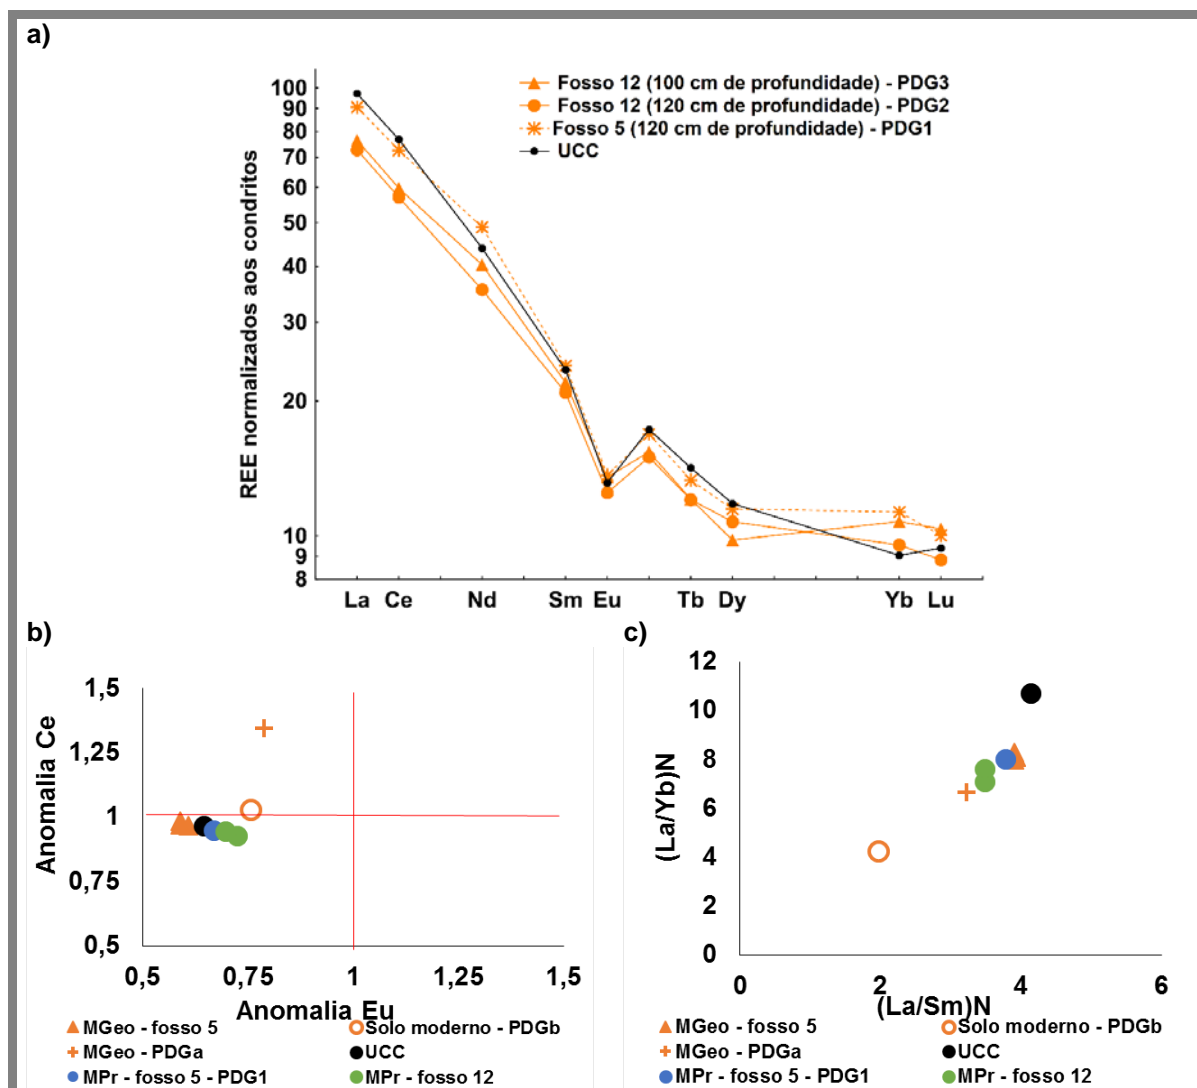 a)
REE normalizados aos condritos
100
90
80
70
60
50
40
30
20
10
9
8
Fosso 12 (100 cm de profundidade) - PDG3
Fosso 12 (120 cm de profundidade) - PDG2
Fosso 5 (120 cm de profundidade) - PDG1
UCC
La Ce Nd Sm Eu Tb Dy Yb Lu
b)
Anomalia Ce
1,5
1,25
1
0,75
0,5
0,5 0,75 1 1,25 1,5
Anomalia Eu
MGeo - fosso 5
Solo moderno - PDGb
MGeo - PDGa
UCC
MPr - fosso 5 - PDG1
MPr - fosso 12
c)
(La/Yb)N
12
10
8
6
4
2
0
0 2 4 6
(La/Sm)N
MGeo - fosso 5
Solo moderno - PDGb
MGeo - PDGa
UCC
MPr - fosso 5 - PDG1
MPr - fosso 12